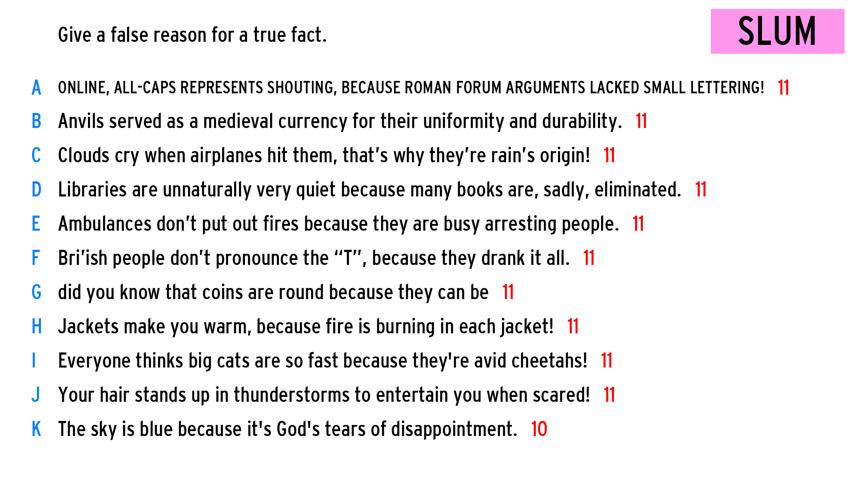 Give a false reason for a true fact.
SLUM
A ONLINE, ALL-CAPS REPRESENTS SHOUTING, BECAUSE ROMAN FORUM ARGUMENTS LACKED SMALL LETTERING! 11
B Anvils served as a medieval currency for their uniformity and durability. 11
C Clouds cry when airplanes hit them, that’s why they’re rain’s origin! 11
D Libraries are unnaturally very quiet because many books are, sadly, eliminated. 11
E Ambulances don’t put out fires because they are busy arresting people. 11
F Bri’ish people don’t pronounce the “T”, because they drank it all. 11
G did you know that coins are round because they can be 11
H Jackets make you warm, because fire is burning in each jacket! 11
I Everyone thinks big cats are so fast because they're avid cheetahs! 11
J Your hair stands up in thunderstorms to entertain you when scared! 11
K The sky is blue because it's God's tears of disappointment. 10